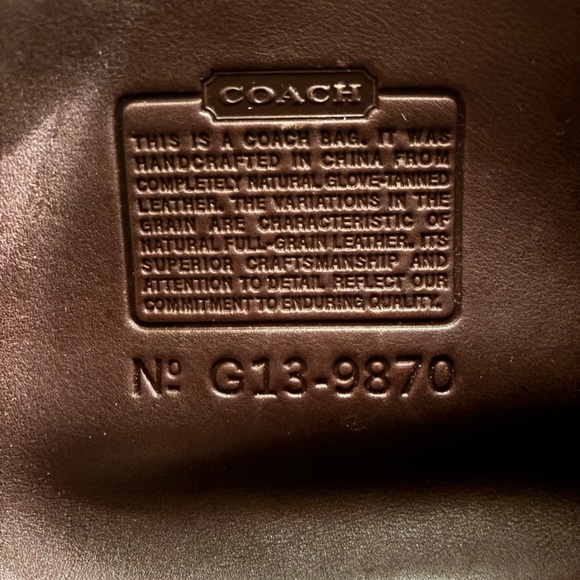 COACH
THIS IS A COACH BAG. IT WAS
HANDCRAFTED IN CHINA FROM
COMPLETELY NATURAL GLOVE-TANNED
LEATHER. THE VARIATIONS IN THE
GRAIN ARE CHARACTERISTIC OF
NATURAL FULL-GRAIN LEATHER. ITS
SUPERIOR CRAFTSMANSHIP AND
ATTENTION TO DETAIL REFLECT OUR
COMMITMENT TO ENDURING QUALITY.
Nº G13-9870